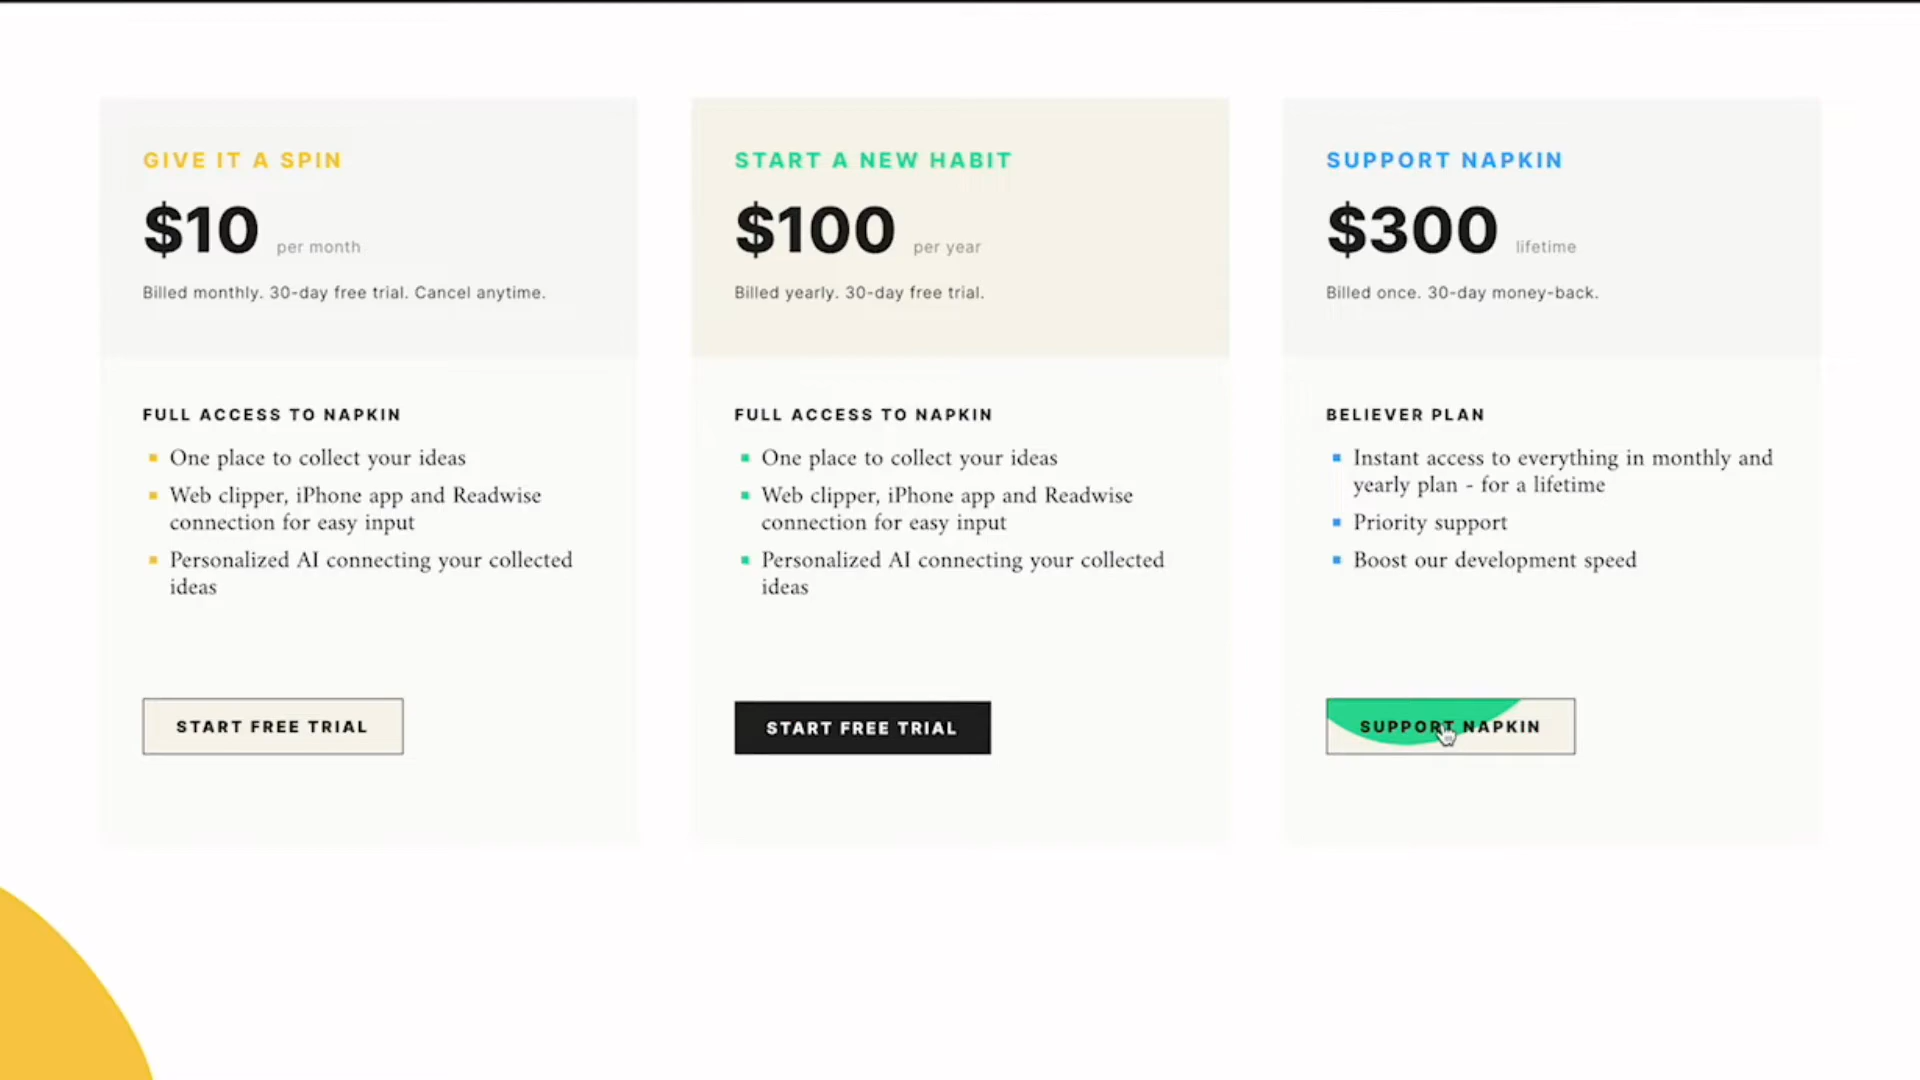 GIVE IT A SPIN
$10 per month
Billed monthly. 30-day free trial. Cancel anytime.
FULL ACCESS TO NAPKIN
One place to collect your ideas
Web clipper, iPhone app and Readwise
connection for easy input
Personalized AI connecting your collected
ideas
START FREE TRIAL
START A NEW HABIT
$100 per year
Billed yearly. 30-day free trial.
FULL ACCESS TO NAPKIN
One place to collect your ideas
Web clipper, iPhone app and Readwise
connection for easy input
Personalized AI connecting your collected
ideas
START FREE TRIAL
SUPPORT NAPKIN
$300 lifetime
Billed once. 30-day money-back.
BELIEVER PLAN
Instant access to everything in monthly and
yearly plan - for a lifetime
Priority support
Boost our development speed
SUPPORT NAPKIN